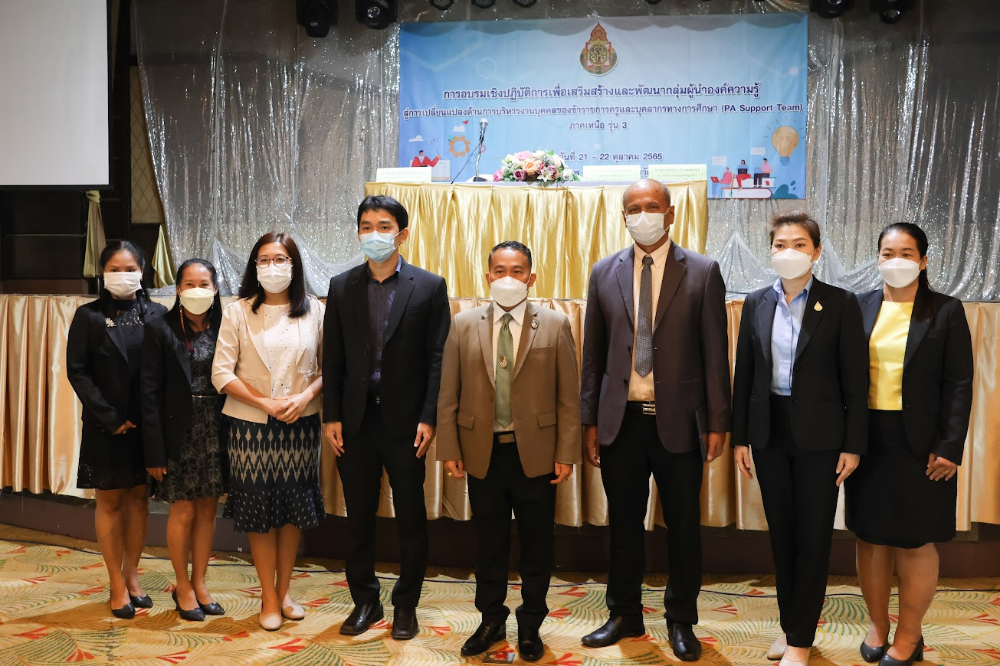 การอบรมเชิงปฏิบัติการเพื่อเสริมสร้างและพัฒนากลุ่มผู้นำองค์ความรู้
สู่การเปลี่ยนแปลงด้านการบริหารงานบุคคลของข้าราชการครูและบุคลากรทางการศึกษา (PA Support Team)
ภาคเหนือ รุ่น 3
วันที่ 21 – 22 ตุลาคม 2565